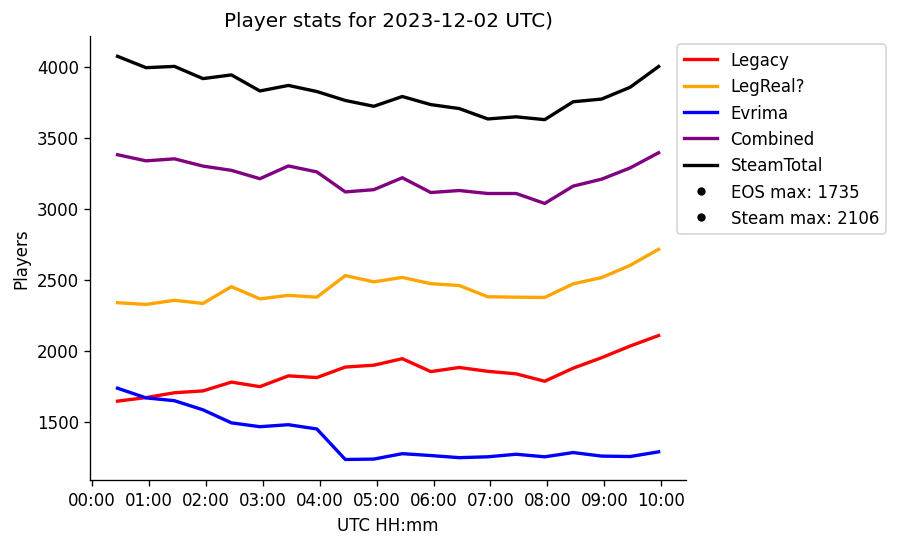 Player stats for 2023-12-02 UTC)
4000
3500
3000
2500
2000
1500
Players
00:00 01:00 02:00 03:00 04:00 05:00 06:00 07:00 08:00 09:00 10:00
UTC HH:mm
Legacy
LegReal?
Evrima
Combined
SteamTotal
EOS max: 1735
Steam max: 2106